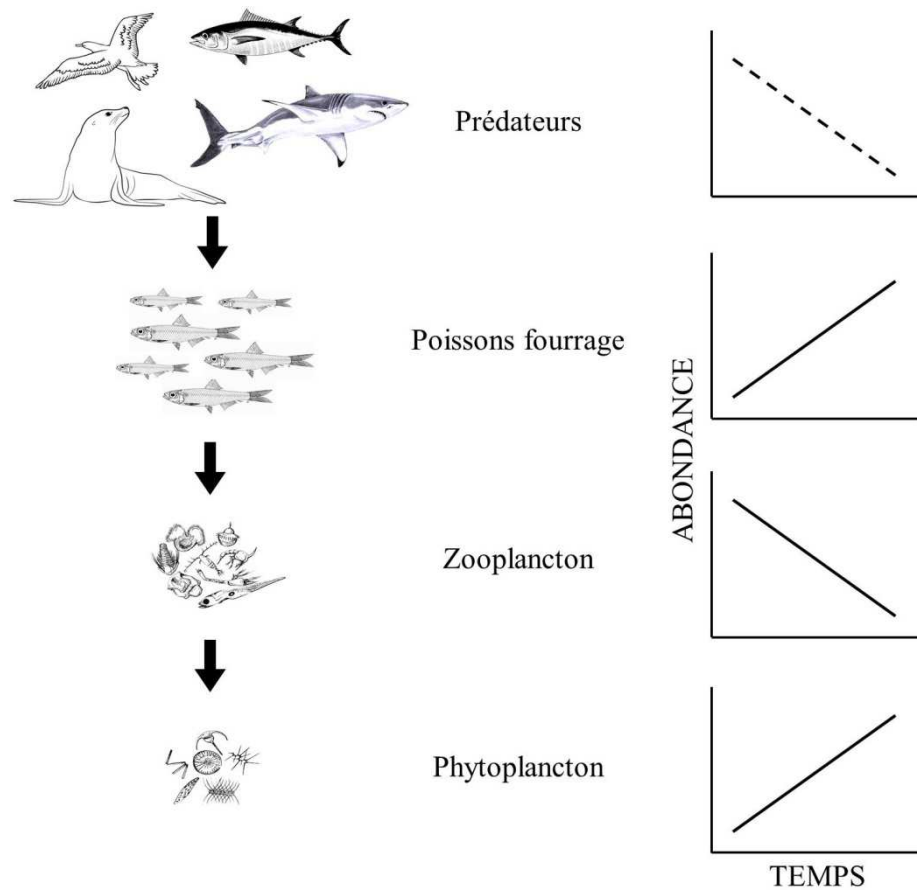 Prédateurs
Poissons fourrage
ABONDANCE
Zooplancton
Phytoplancton
TEMPS